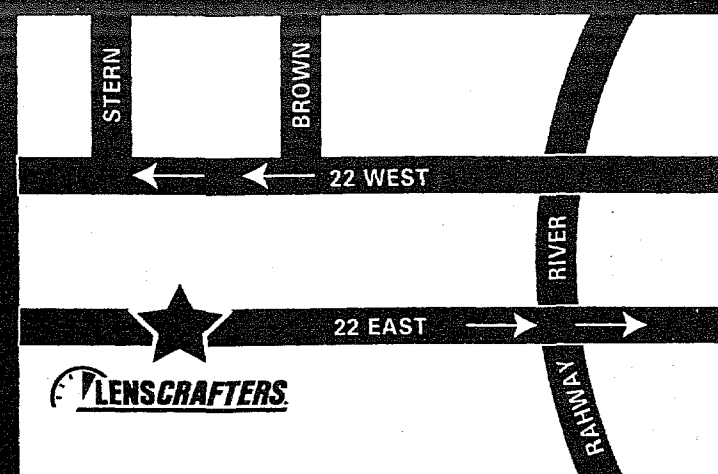 STERN
BROWN
22 WEST
RIVER
22 EAST
RAHWAY
LENSCRAFTERS.